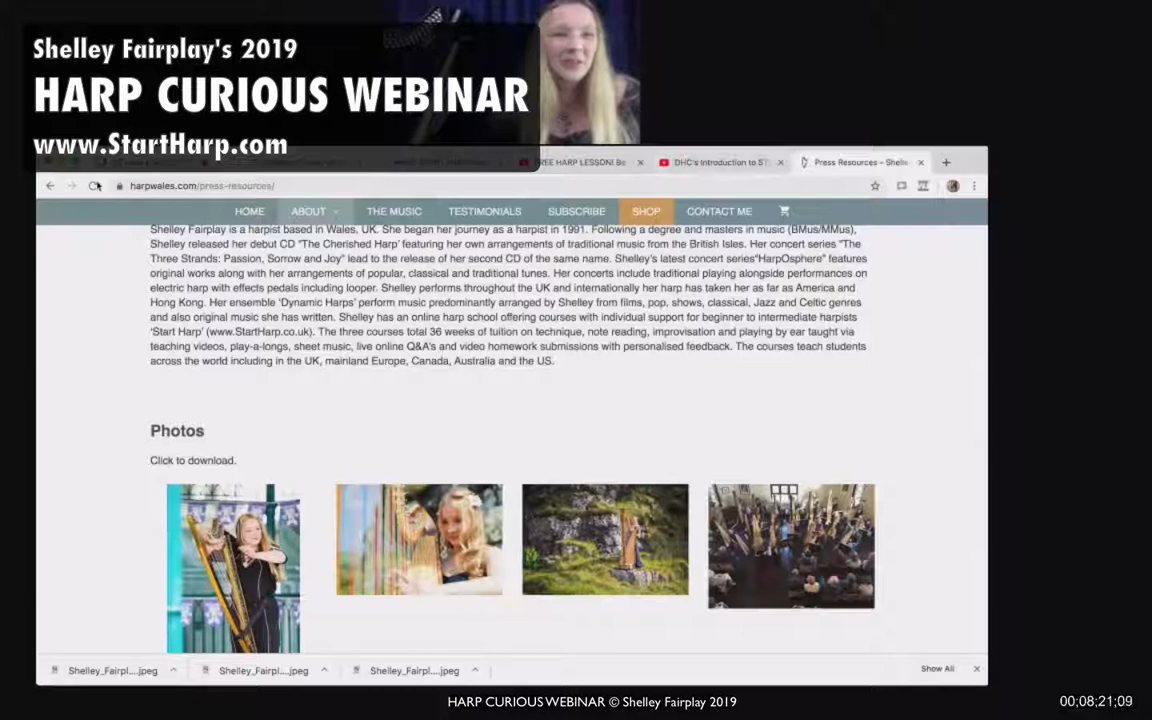 Shelley Fairplay's 2019
HARP CURIOUS WEBINAR
www.StartHarp.com
FREE HARP LESSON! Be
DHC's Introduction to ST
Press Resources – Shelle
harpwales.com/press-resources/
HOME ABOUT THE MUSIC TESTIMONIALS SUBSCRIBE SHOP CONTACT ME
Shelley Fairplay is a harpist based in Wales, UK. She began her journey as a harpist in 1991. Following a degree and masters in music (BMus/MMus),
Shelley released her debut CD "The Cherished Harp' featuring her own arrangements of traditional music from the British Isles. Her concert series "The
Three Strands: Passion, Sorrow and Joy" lead to the release of her second CD of the same name. Shelley's latest concert series"HarpOsphere" features
original works along with her arrangements of popular, classical and traditional tunes. Her concerts include traditional playing alongside performances on
electric harp with effects pedals including looper. Shelley performs throughout the UK and internationally her harp has taken her as far as America and
Hong Kong. Her ensemble 'Dynamic Harps' perform music predominantly arranged by Shelley from films, pop, shows, classical, Jazz and Celtic genres
and also original music she has written. Shelley has an online harp school offering courses with individual support for beginner to intermediate harpists
'Start Harp' (www.StartHarp.co.uk). The three courses total 36 weeks of tuition on technique, note reading, improvisation and playing by ear taught via
teaching videos, play-a-longs, sheet music, live online Q&A's and video homework submissions with personalised feedback. The courses teach students
across the world including in the UK, mainland Europe, Canada, Australia and the US.
Photos
Click to download.
Shelley_Fairpl....jpeg Shelley_Fairpl....jpeg Shelley_Fairpl....jpeg Show All
HARP CURIOUS WEBINAR © Shelley Fairplay 2019
00;08;21;09